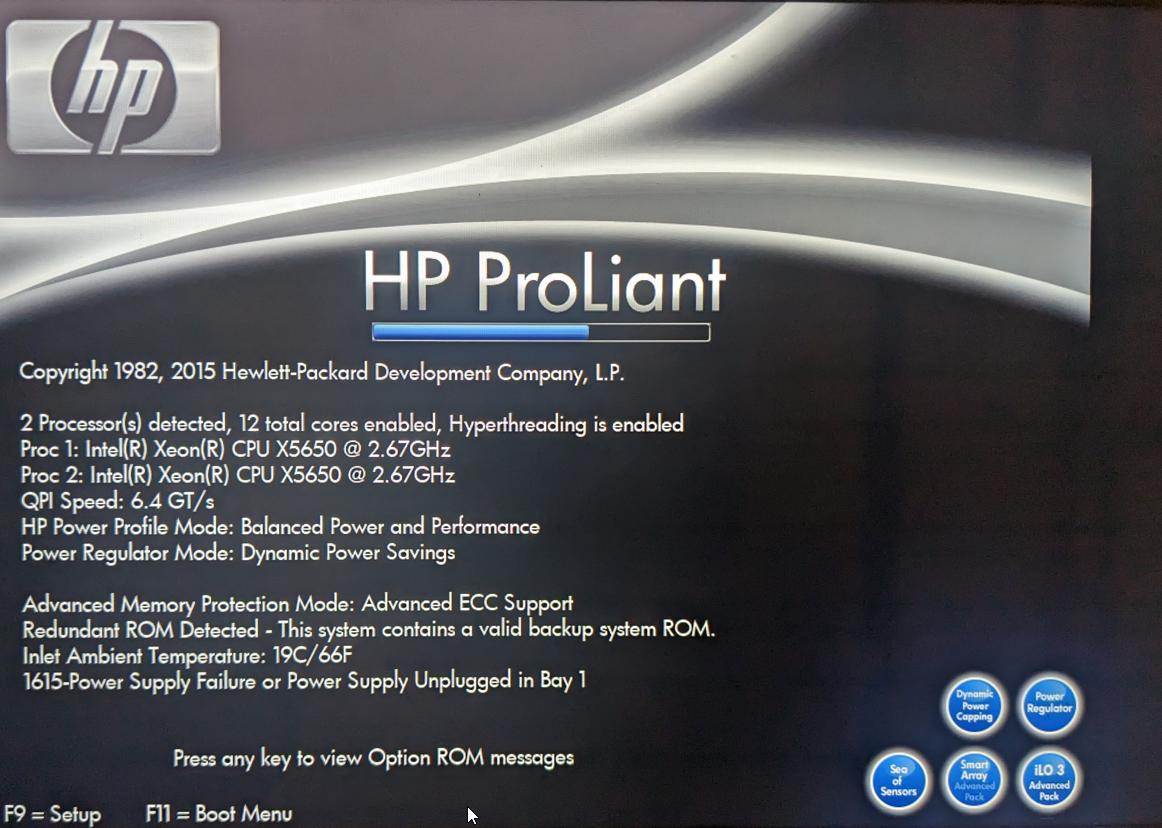 hp
HP ProLiant
Copyright 1982, 2015 Hewlett-Packard Development Company, L.P.
2 Processor(s) detected, 12 total cores enabled, Hyperthreading is enabled
Proc 1: Intel(R) Xeon(R) CPU X5650 @ 2.67GHz
Proc 2: Intel(R) Xeon(R) CPU X5650 @ 2.67GHz
QPI Speed: 6.4 GT/s
HP Power Profile Mode: Balanced Power and Performance
Power Regulator Mode: Dynamic Power Savings
Advanced Memory Protection Mode: Advanced ECC Support
Redundant ROM Detected - This system contains a valid backup system ROM.
Inlet Ambient Temperature: 19C/66F
1615-Power Supply Failure or Power Supply Unplugged in Bay 1
Press any key to view Option ROM messages
F9 = Setup
F11 = Boot Menu
Dynamic
Power
Capping
Power
Regulator
Sea
of
Sensors
Smart
Array
Advanced
Pack
iLO 3
Advanced
Pack